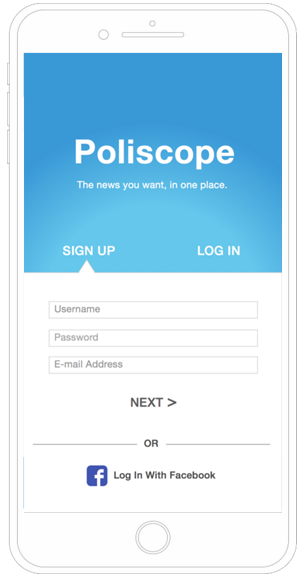 Poliscope
The news you want, in one place.
SIGN UP LOG IN
Username
Password
E-mail Address
NEXT >
OR
f Log In With Facebook